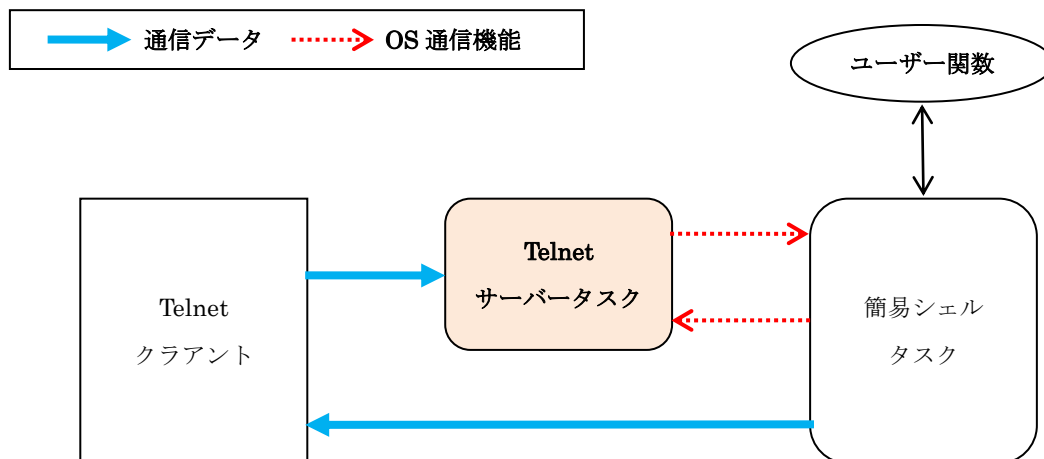 通信データ
OS 通信機能
ユーザー関数
Telnet
サーバータスク
Telnet
クラアント
簡易シェル
タスク